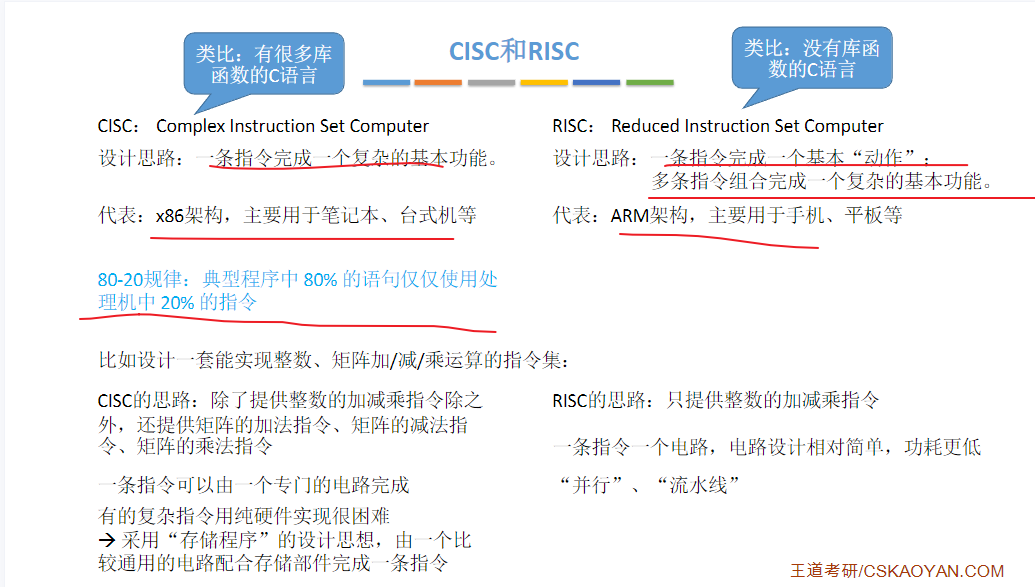 类比：有很多库
函数的C语言
CISC和RISC
类比：没有库函
数的C语言
CISC： Complex Instruction Set Computer
设计思路：一条指令完成一个复杂的基本功能。
代表：x86架构，主要用于笔记本、台式机等
RISC： Reduced Instruction Set Computer
设计思路：一条指令完成一个基本“动作”；
多条指令组合完成一个复杂的基本功能。
代表：ARM架构，主要用于手机、平板等
80-20规律：典型程序中 80% 的语句仅仅使用处
理机中 20% 的指令
比如设计一套能实现整数、矩阵加/减/乘运算的指令集：
CISC的思路：除了提供整数的加减乘指令除之
外，还提供矩阵的加法指令、矩阵的减法指
令、矩阵的乘法指令
一条指令可以由一个专门的电路完成
有的复杂指令用纯硬件实现很困难
→ 采用“存储程序”的设计思想，由一个比
较通用的电路配合存储部件完成一条指令
RISC的思路：只提供整数的加减乘指令
一条指令一个电路，电路设计相对简单，功耗更低
“并行”、“流水线”
王道考研/CSKAOYAN.COM